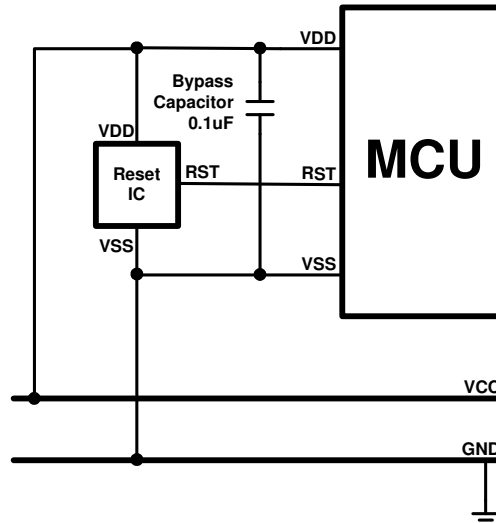 VDD
Bypass
Capacitor
0.1uF
VDD
Reset
IC
RST
RST
MCU
VSS
VSS
VCC
GND